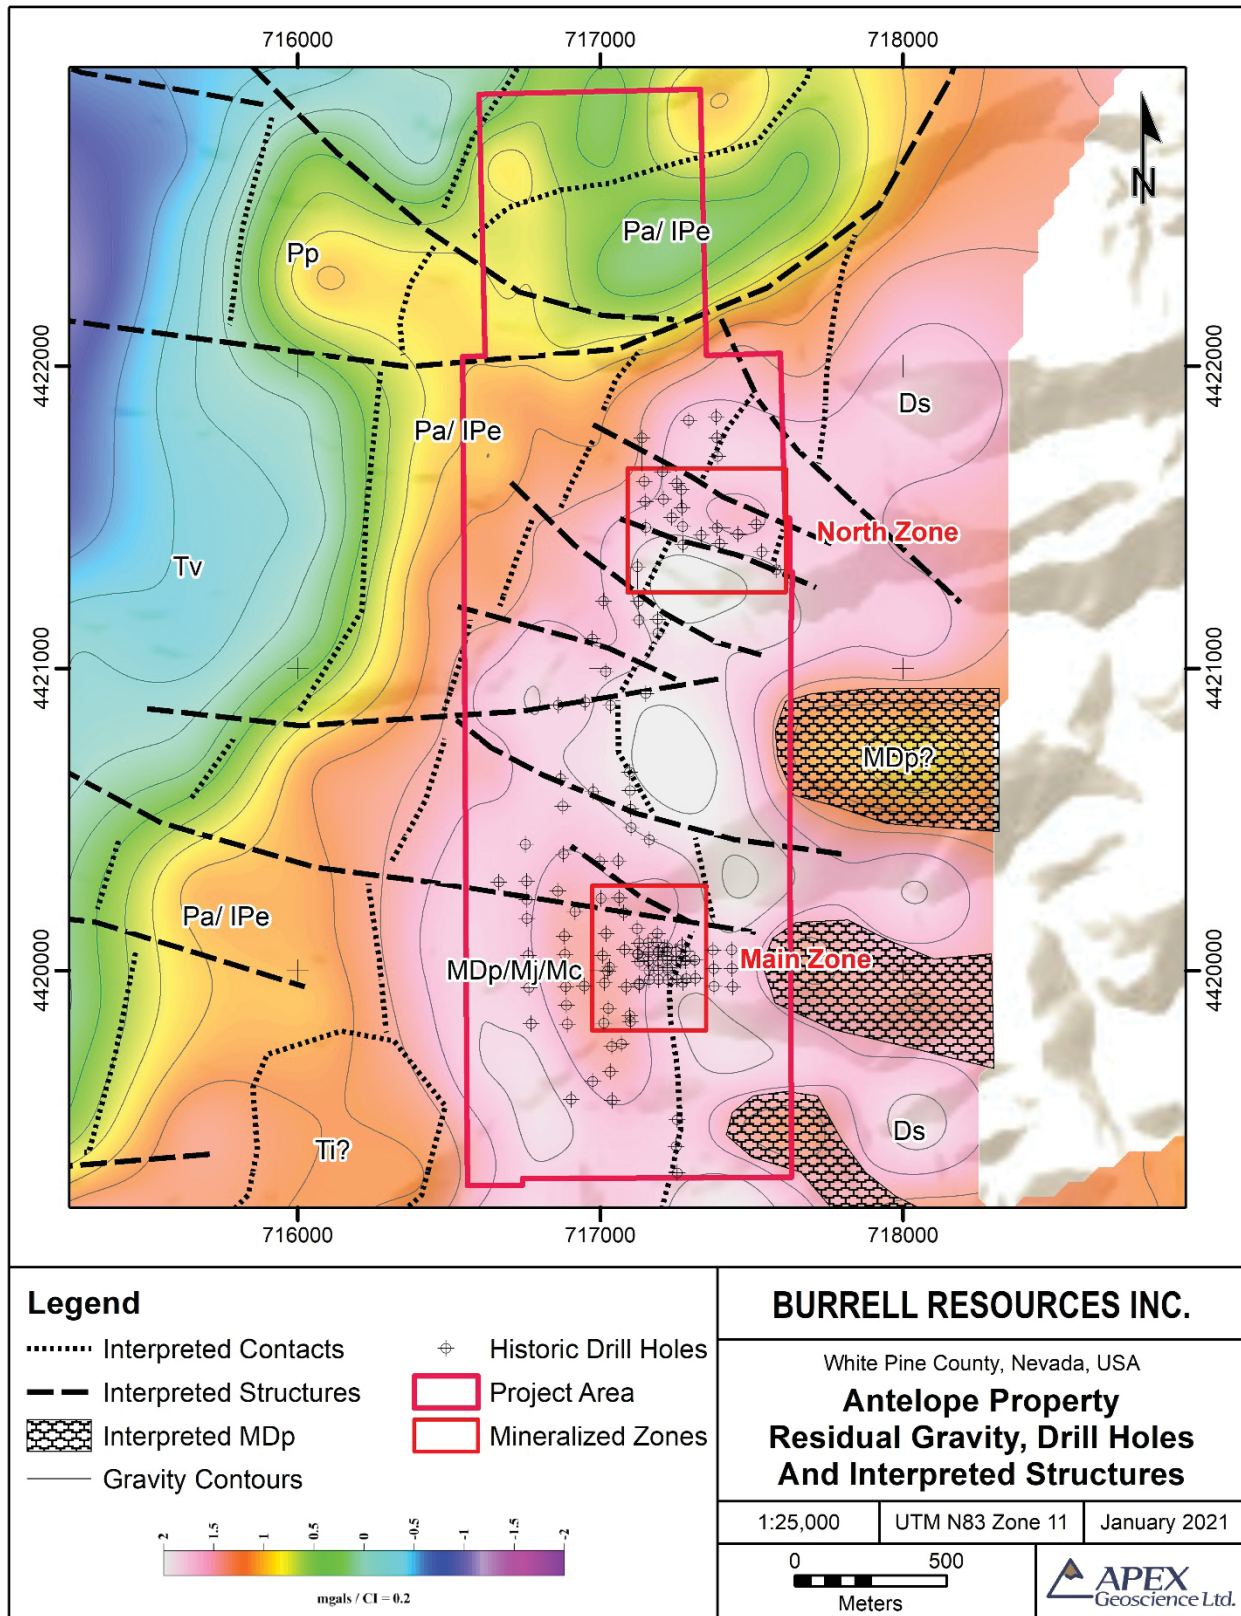 716000
717000
718000
N
Pp
Pa/ IPe
4422000
4422000
Ds
Pa/ IPe
North Zone
Tv
4421000
4421000
MDp?
Pa/ IPe
MDp/Mj/Mc
Main Zone
4420000
4420000
Ti?
Ds
716000
717000
718000
Legend
Interpreted Contacts
Interpreted Structures
Interpreted MDp
Gravity Contours
Historic Drill Holes
Project Area
Mineralized Zones
2
1.5
1
0.5
0
-0.5
-1
-1.5
-2
mgals / CI = 0.2
BURRELL RESOURCES INC.
White Pine County, Nevada, USA
Antelope Property
Residual Gravity, Drill Holes
And Interpreted Structures
1:25,000
UTM N83 Zone 11
January 2021
0
500
Meters
APEX
Geoscience Ltd.